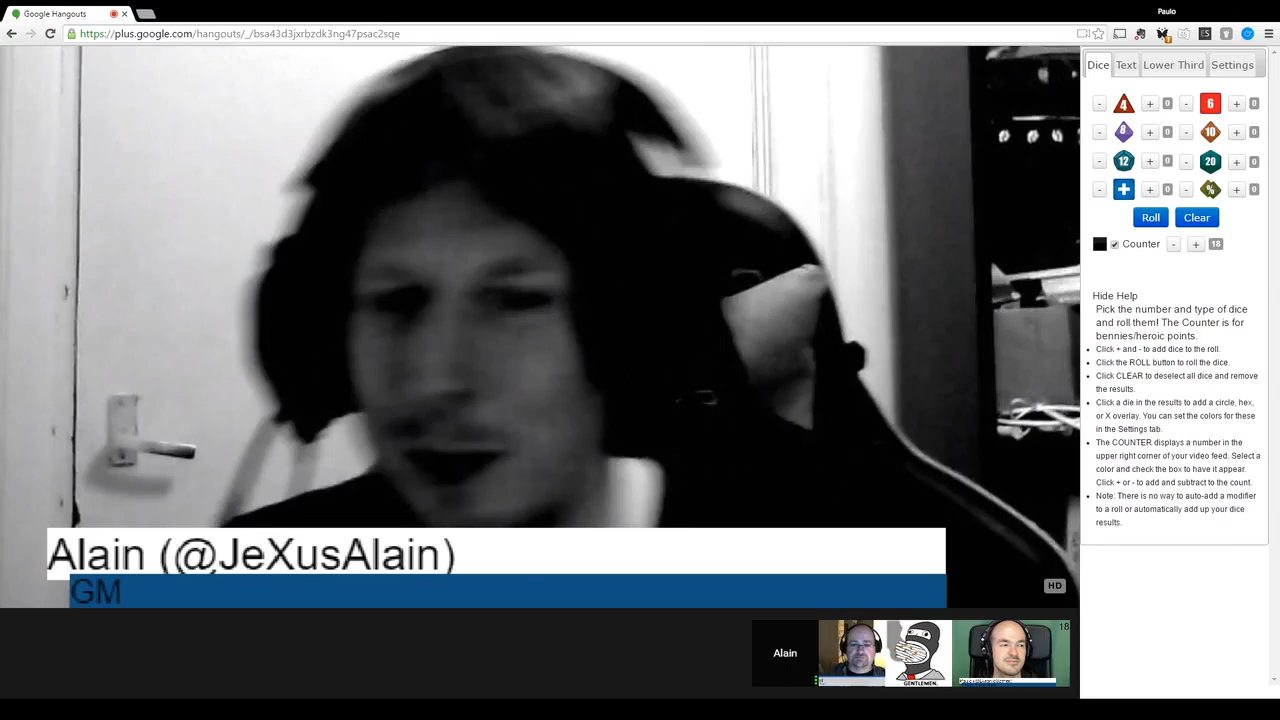 Paulo
Google Hangouts
https://plus.google.com/hangouts/_/bsa43d3jxrbzdk3ng47psac2sqe
Dice Text Lower Third Settings
- 4 + 0 - 6 + 0
- 8 + 0 - 10 + 0
- 12 + 0 - 20 + 0
- + + 0 - % + 0
Roll Clear
Counter - + 18
Hide Help
Pick the number and type of dice
and roll them! The Counter is for
bennies/heroic points.
Click + and - to add dice to the roll.
Click the ROLL button to roll the dice.
Click CLEAR to deselect all dice and remove
the results.
Click a die in the results to add a circle, hex,
or X overlay. You can set the colors for these
in the Settings tab.
The COUNTER displays a number in the
upper right corner of your video feed. Select a
color and check the box to have it appear.
Click + or - to add and subtract to the count.
Note: There is no way to auto-add a modifier
to a roll or automatically add up your dice
results.
Alain (@JeXusAlain)
GM
HD
Alain
GENTLEMEN.
18